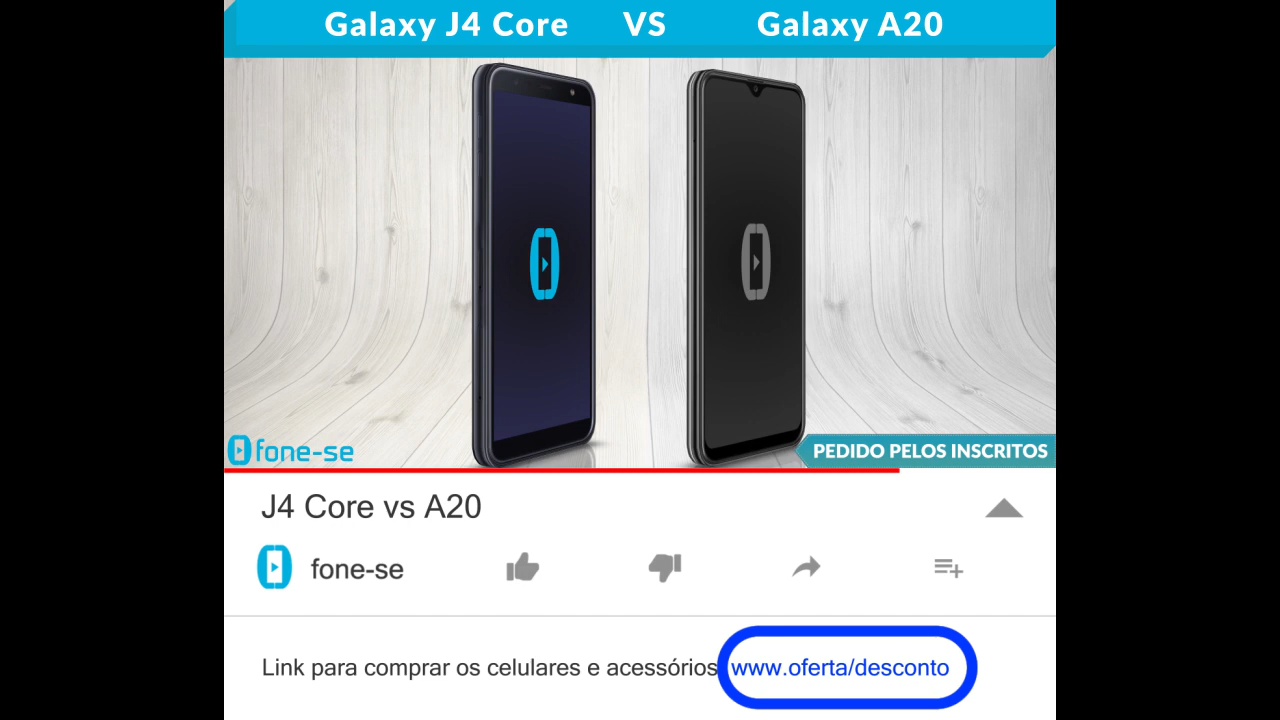 Galaxy J4 Core VS Galaxy A20
fone-se
PEDIDO PELOS INSCRITOS
J4 Core vs A20
fone-se
Link para comprar os celulares e acessórios www.oferta/desconto